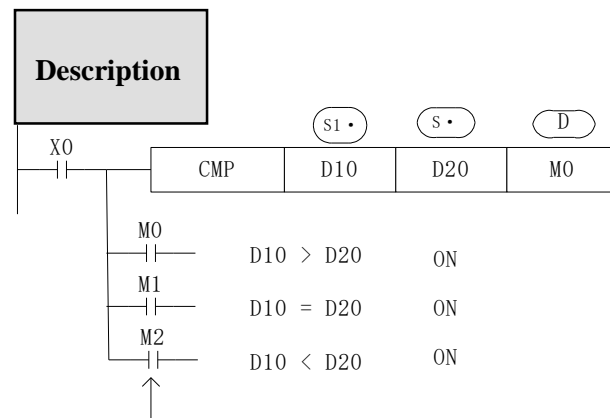 Description
S1· S· D
X0
CMP D10 D20 M0
M0 D10 > D20 ON
M1 D10 = D20 ON
M2 D10 < D20 ON